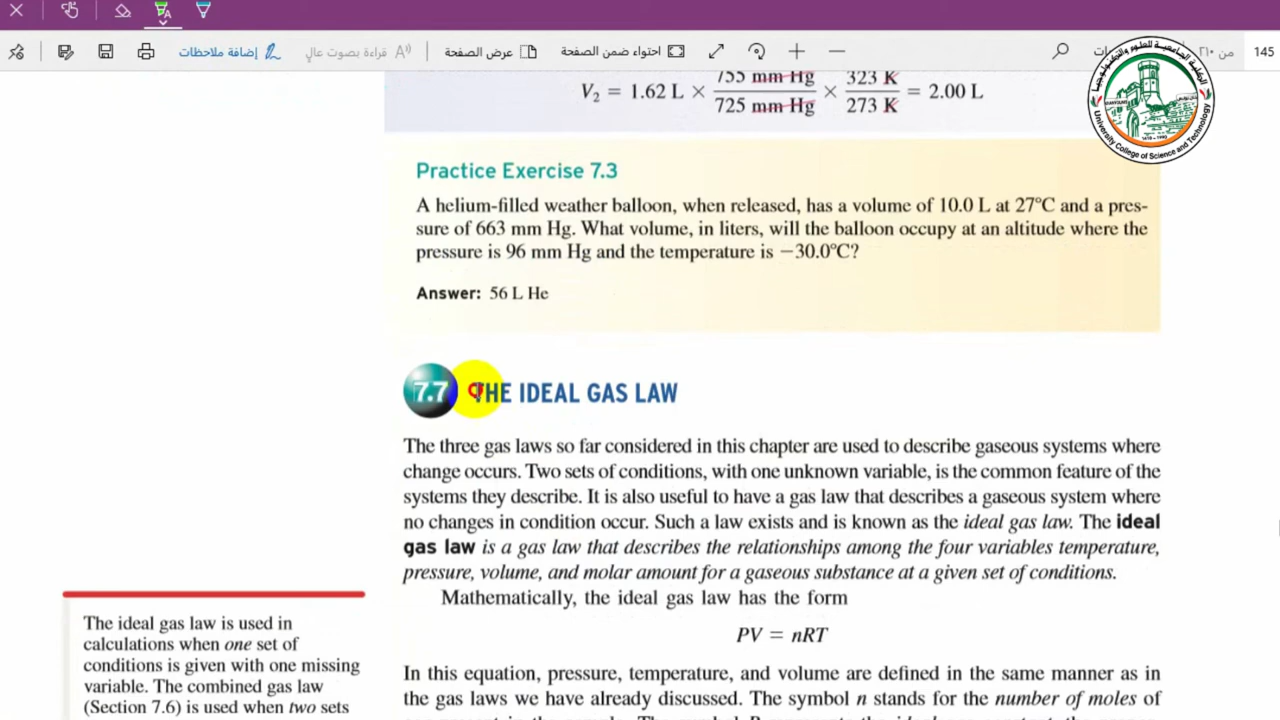 إضافة ملاحظات
قراءة بصوت عالٍ
عرض الصفحة
احتواء ضمن الصفحة
من ٢١٠
145
الكلية الجامعية للعلوم والتكنولوجيا
University College of Science and Technology
V2 = 1.62 L × 755 mm Hg / 725 mm Hg × 323 K / 273 K = 2.00 L
Practice Exercise 7.3
A helium-filled weather balloon, when released, has a volume of 10.0 L at 27°C and a pres-
sure of 663 mm Hg. What volume, in liters, will the balloon occupy at an altitude where the
pressure is 96 mm Hg and the temperature is −30.0°C?
Answer: 56 L He
7.7 THE IDEAL GAS LAW
The three gas laws so far considered in this chapter are used to describe gaseous systems where
change occurs. Two sets of conditions, with one unknown variable, is the common feature of the
systems they describe. It is also useful to have a gas law that describes a gaseous system where
no changes in condition occur. Such a law exists and is known as the ideal gas law. The ideal
gas law is a gas law that describes the relationships among the four variables temperature,
pressure, volume, and molar amount for a gaseous substance at a given set of conditions.
Mathematically, the ideal gas law has the form
PV = nRT
In this equation, pressure, temperature, and volume are defined in the same manner as in
the gas laws we have already discussed. The symbol n stands for the number of moles of
The ideal gas law is used in
calculations when one set of
conditions is given with one missing
variable. The combined gas law
(Section 7.6) is used when two sets